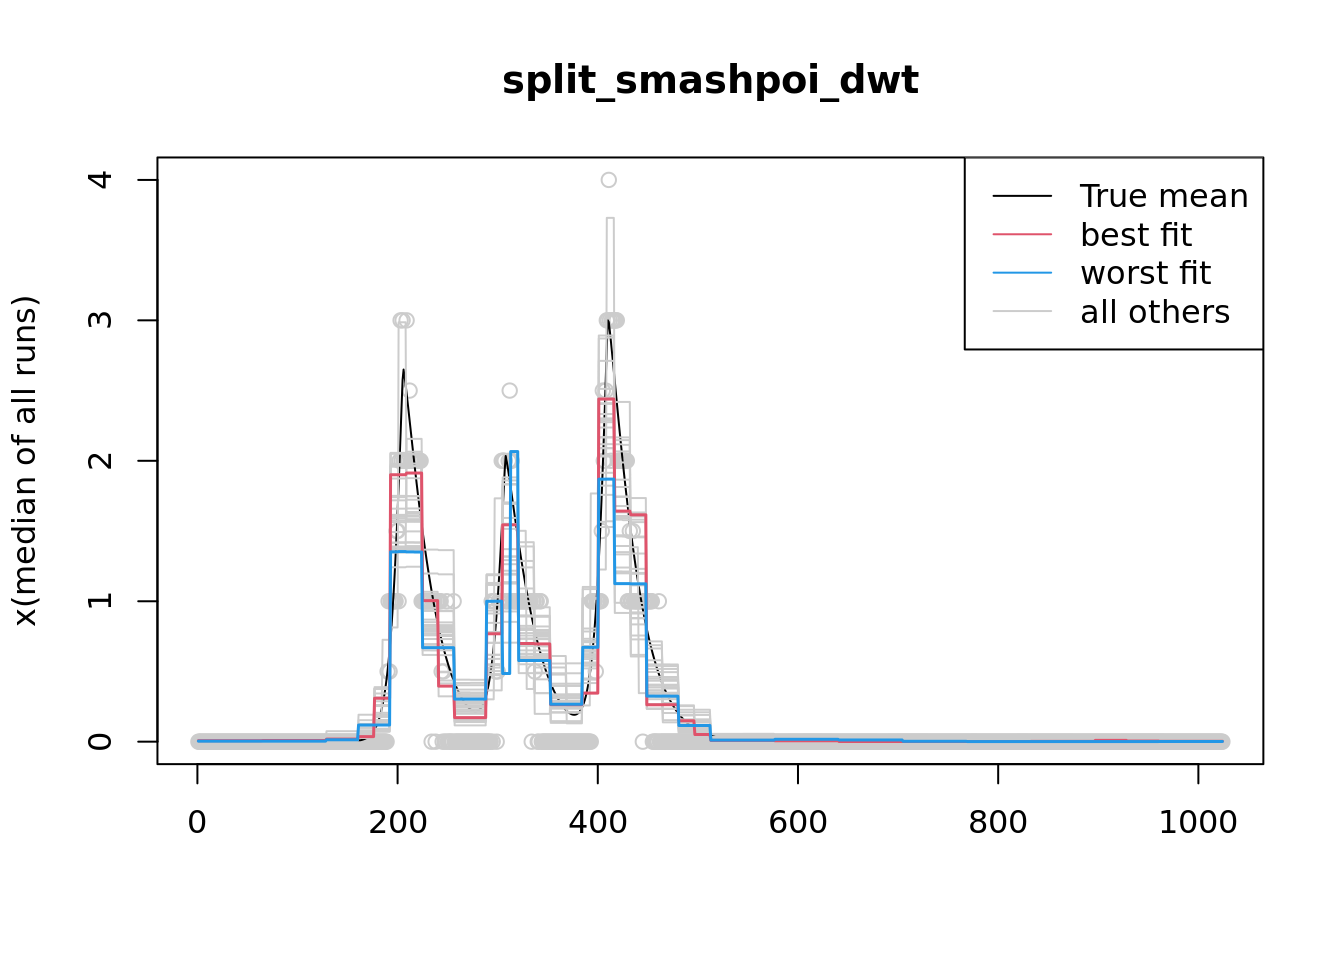 split_smashpoi_dwt
x(median of all runs)
4
3
2
1
0
True mean
best fit
worst fit
all others
0 200 400 600 800 1000